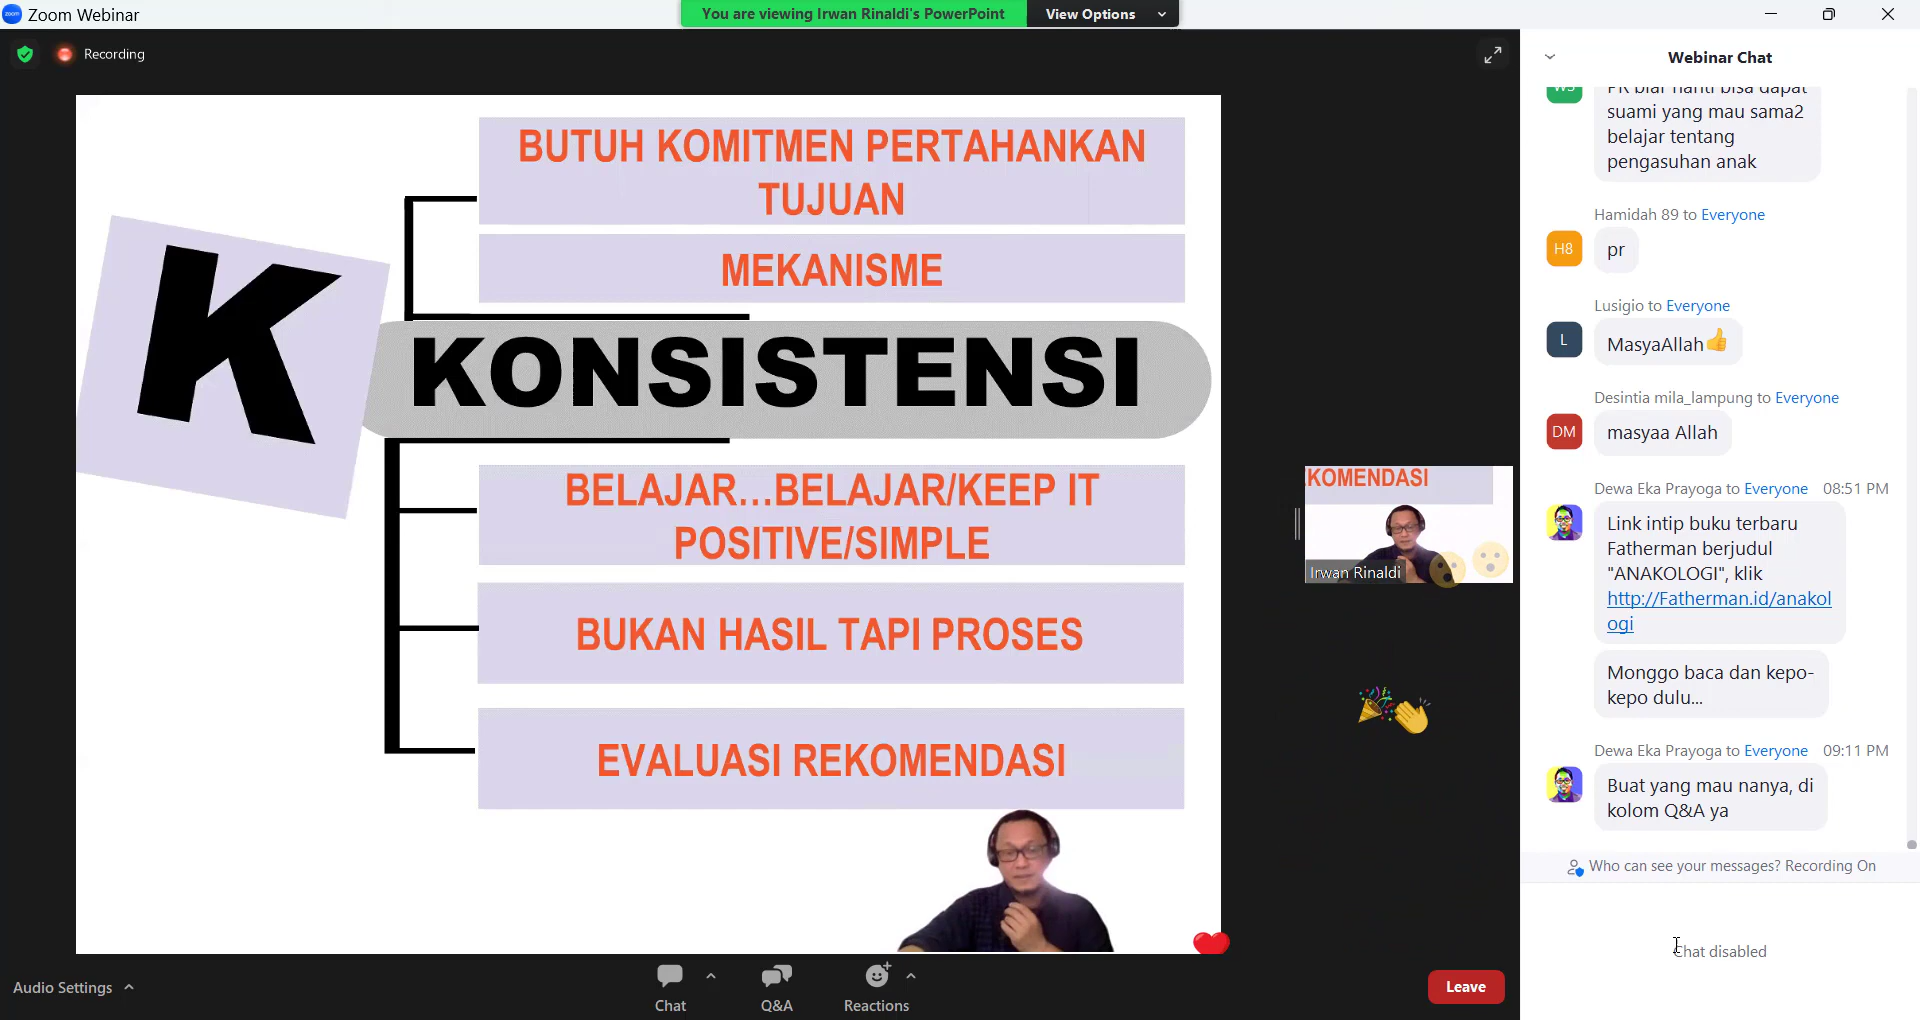 zoom Zoom Webinar
You are viewing Irwan Rinaldi's PowerPoint
View Options
Recording
K
BUTUH KOMITMEN PERTAHANKAN
TUJUAN
MEKANISME
KONSISTENSI
BELAJAR...BELAJAR/KEEP IT
POSITIVE/SIMPLE
BUKAN HASIL TAPI PROSES
EVALUASI REKOMENDASI
KOMENDASI
Irwan Rinaldi
Audio Settings
Chat
Q&A
Reactions
Leave
Webinar Chat
suami yang mau sama2
belajar tentang
pengasuhan anak
Hamidah 89 to Everyone
H8
pr
Lusigio to Everyone
L
MasyaAllah👍
Desintia mila_lampung to Everyone
DM
masyaa Allah
Dewa Eka Prayoga to Everyone 08:51 PM
Link intip buku terbaru
Fatherman berjudul
"ANAKOLOGI", klik
http://Fatherman.id/anakol
ogi
Monggo baca dan kepo-
kepo dulu...
Dewa Eka Prayoga to Everyone 09:11 PM
Buat yang mau nanya, di
kolom Q&A ya
Who can see your messages? Recording On
Chat disabled